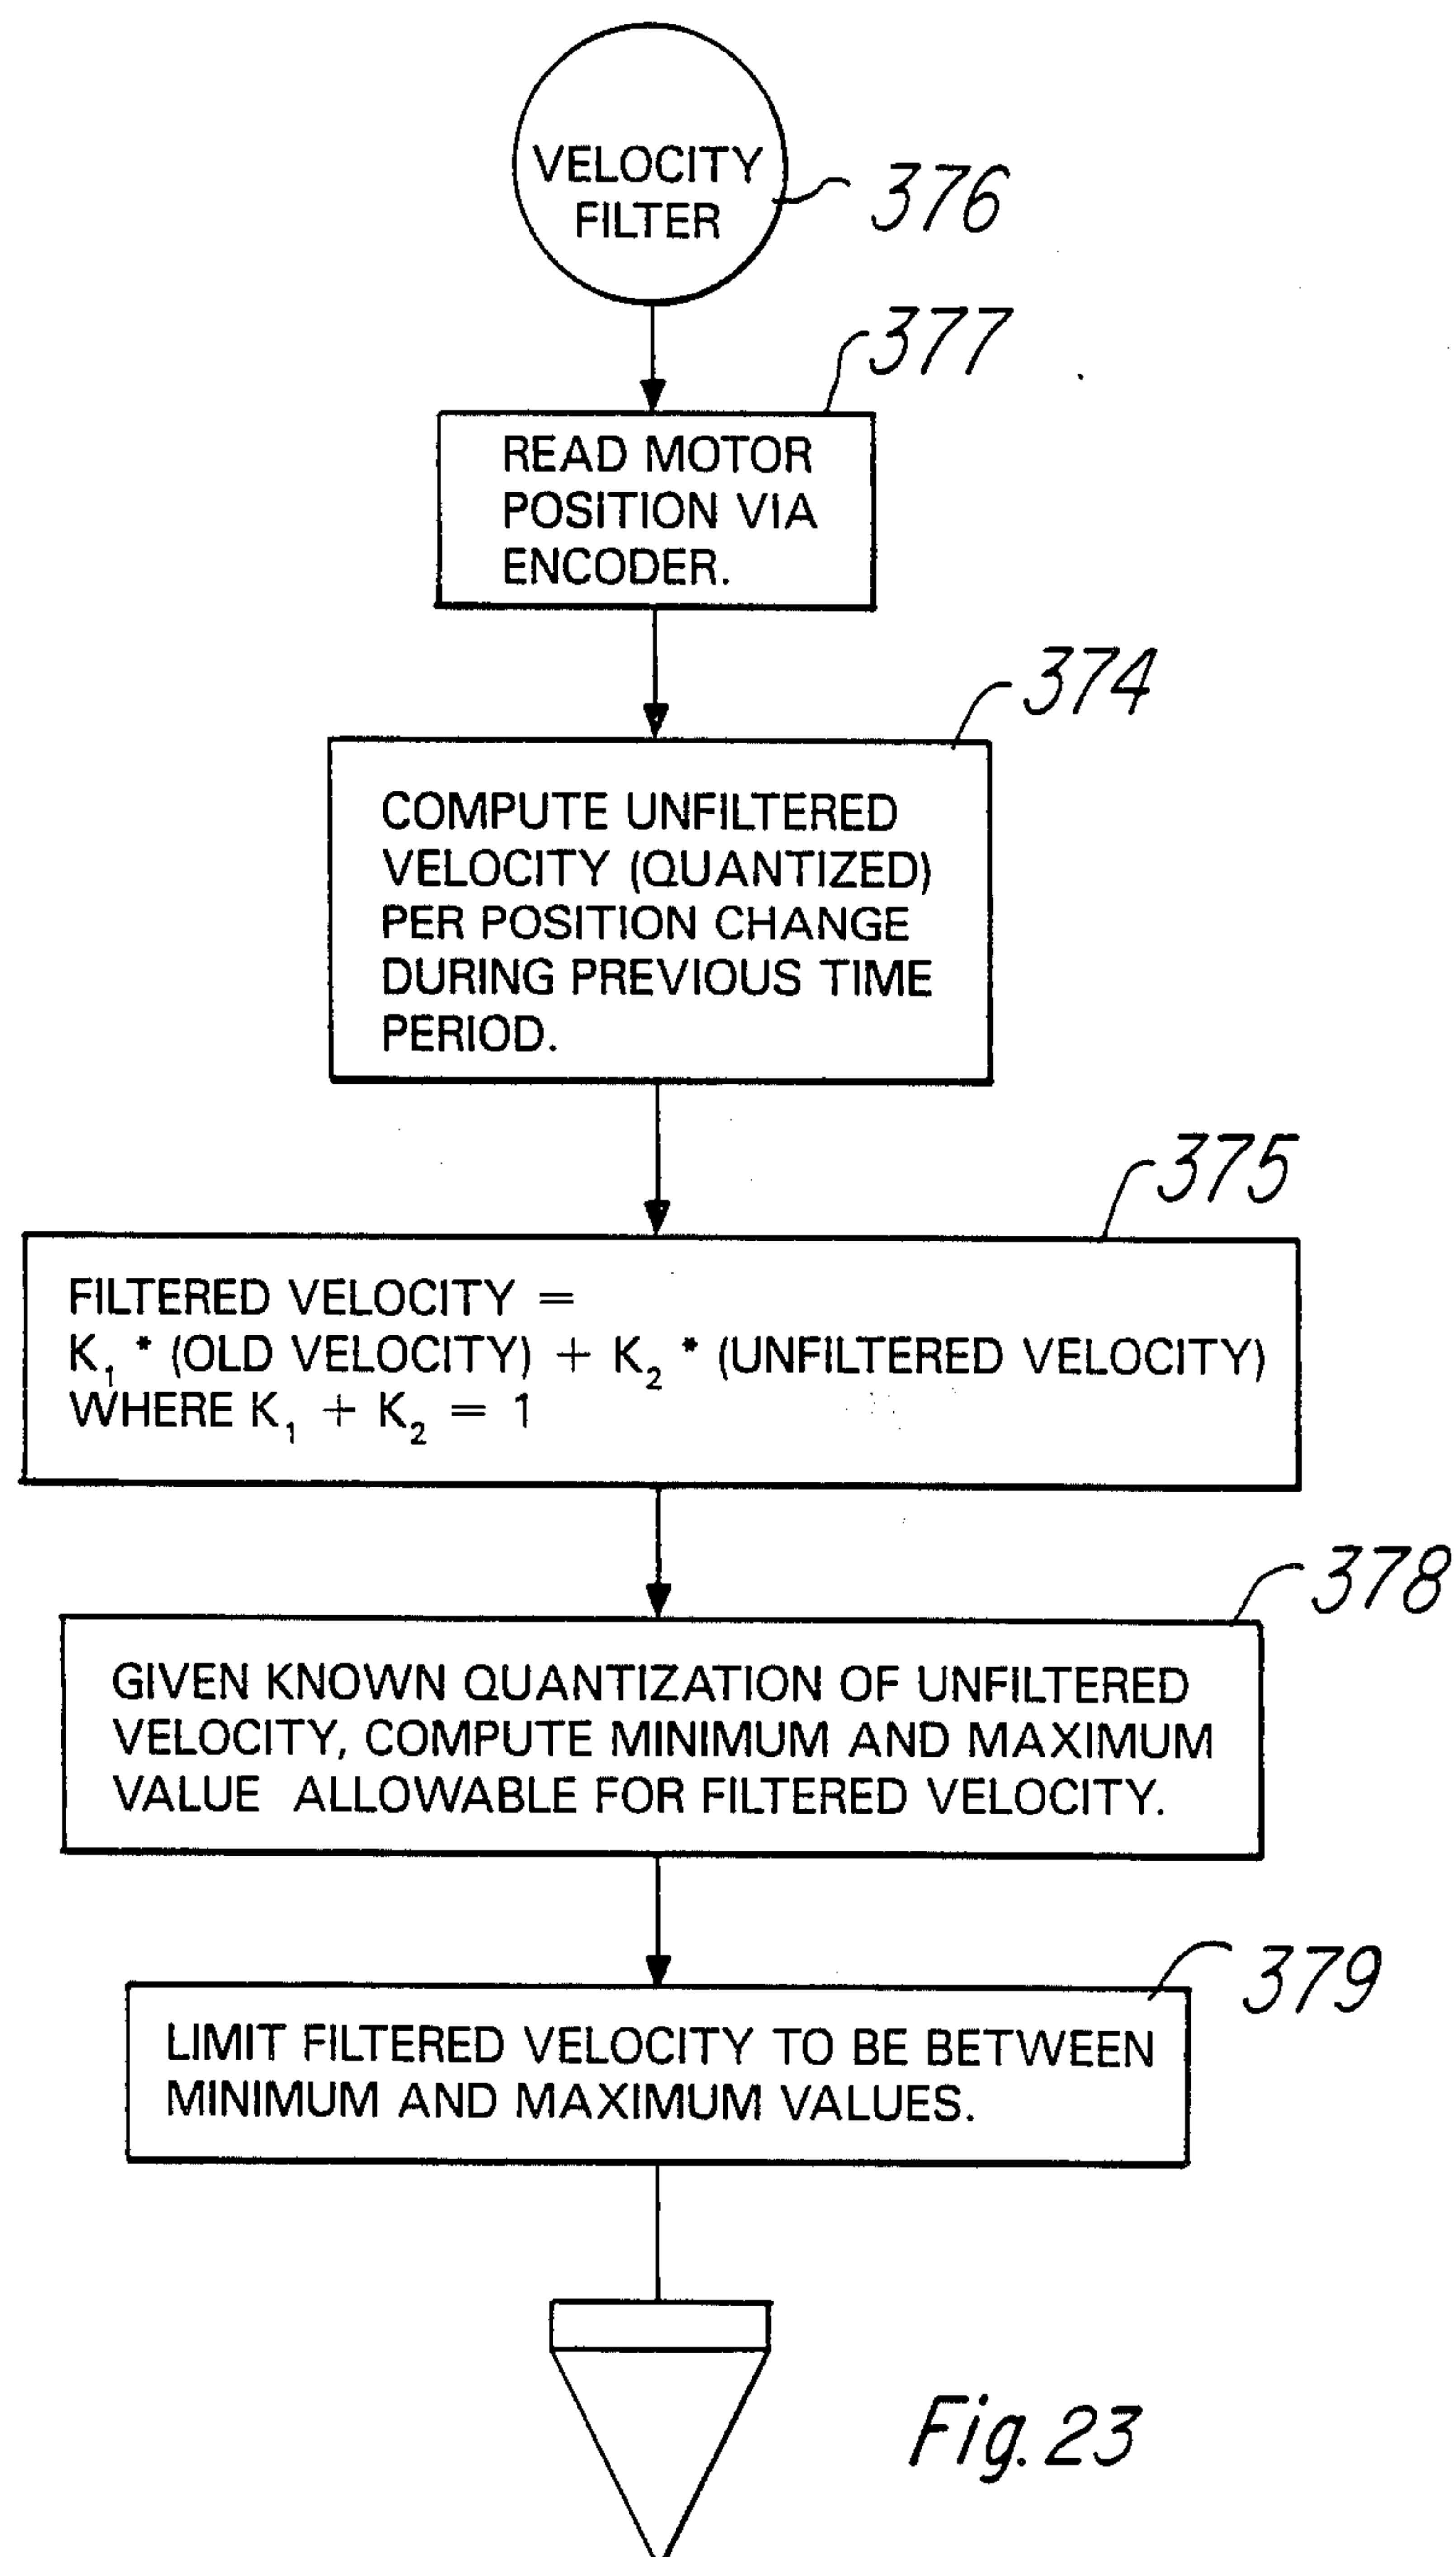 VELOCITY
FILTER
376
377
READ MOTOR
POSITION VIA
ENCODER.
374
COMPUTE UNFILTERED
VELOCITY (QUANTIZED)
PER POSITION CHANGE
DURING PREVIOUS TIME
PERIOD.
375
FILTERED VELOCITY =
K₁ * (OLD VELOCITY) + K₂ * (UNFILTERED VELOCITY)
WHERE K₁ + K₂ = 1
378
GIVEN KNOWN QUANTIZATION OF UNFILTERED
VELOCITY, COMPUTE MINIMUM AND MAXIMUM
VALUE ALLOWABLE FOR FILTERED VELOCITY.
379
LIMIT FILTERED VELOCITY TO BE BETWEEN
MINIMUM AND MAXIMUM VALUES.
Fig. 23